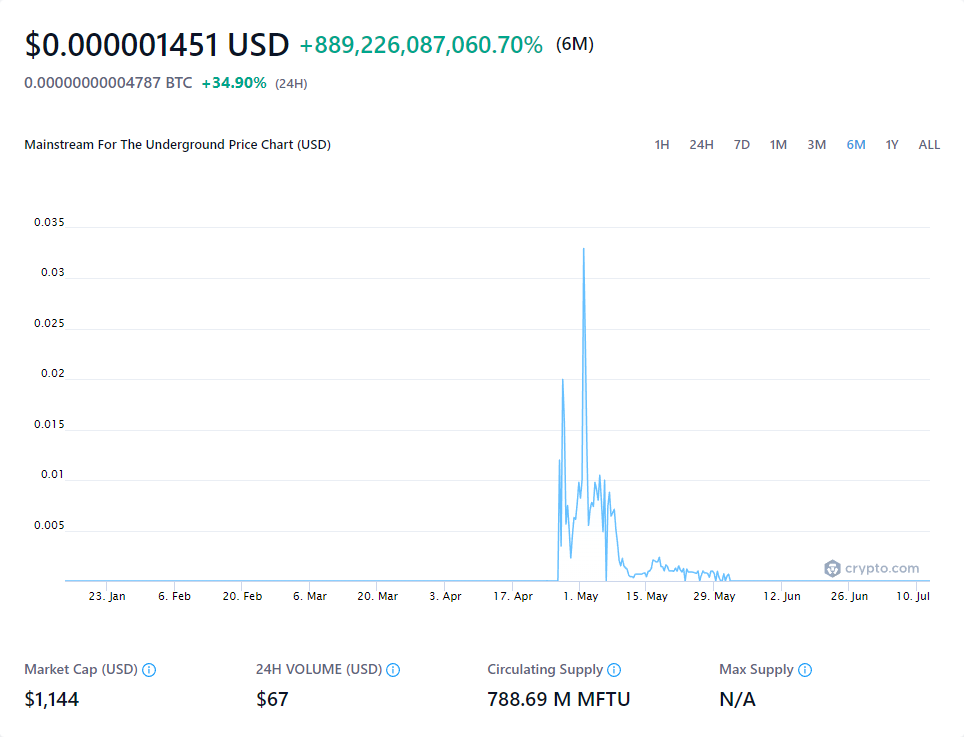 $0.000001451 USD +889,226,087,060.70% (6M)
0.00000000004787 BTC +34.90% (24H)
Mainstream For The Underground Price Chart (USD) 1H 24H 7D 1M 3M 6M 1Y ALL
0.035
0.03
0.025
0.02
0.015
0.01
0.005
crypto.com
23. Jan 6. Feb 20. Feb 6. Mar 20. Mar 3. Apr 17. Apr 1. May 15. May 29. May 12. Jun 26. Jun 10. Jul
Market Cap (USD) 24H VOLUME (USD) Circulating Supply Max Supply
$1,144 $67 788.69 M MFTU N/A